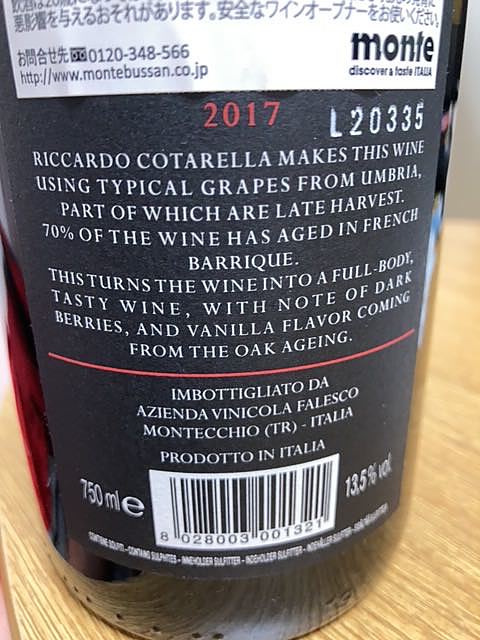 悪影響を与えるおそれがあります。安全なワインオープナーをお使いください。
お問合せ先 0120-348-566
http://www.montebussan.co.jp
monte
discover a taste ITALIA
2017
L20335
RICCARDO COTARELLA MAKES THIS WINE
USING TYPICAL GRAPES FROM UMBRIA,
PART OF WHICH ARE LATE HARVEST.
70% OF THE WINE HAS AGED IN FRENCH
BARRIQUE.
THIS TURNS THE WINE INTO A FULL-BODY,
TASTY WINE, WITH NOTE OF DARK
BERRIES, AND VANILLA FLAVOR COMING
FROM THE OAK AGEING.
IMBOTTIGLIATO DA
AZIENDA VINICOLA FALESCO
MONTECCHIO (TR) - ITALIA
PRODOTTO IN ITALIA
750 ml e
13.5% vol.
8 028003 001321
CONTIENE SOLFITI - CONTAINS SULPHITES - INNEHOLDER SULFITTER - INDEHOLDER SULFITTER